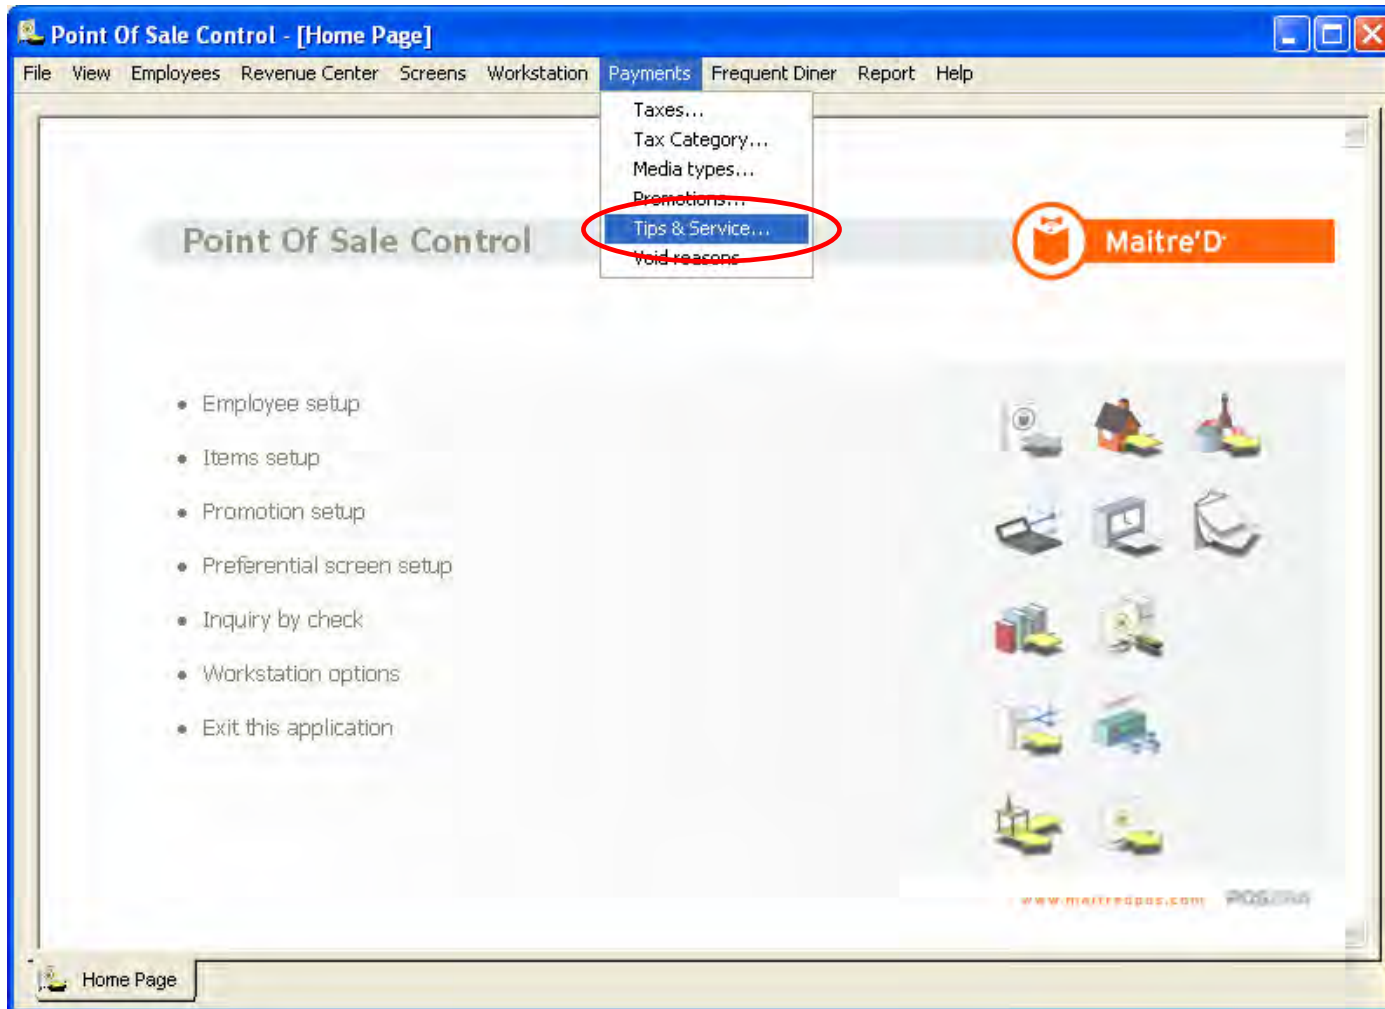 Point Of Sale Control - [Home Page]
File View Employees Revenue Center Screens Workstation Payments Frequent Diner Report Help
Taxes...
Tax Category...
Media types...
Promotions...
Tips & Service...
Void reasons
Point Of Sale Control
Maitre'D
• Employee setup
• Items setup
• Promotion setup
• Preferential screen setup
• Inquiry by check
• Workstation options
• Exit this application
www.maitredpos.com
Home Page